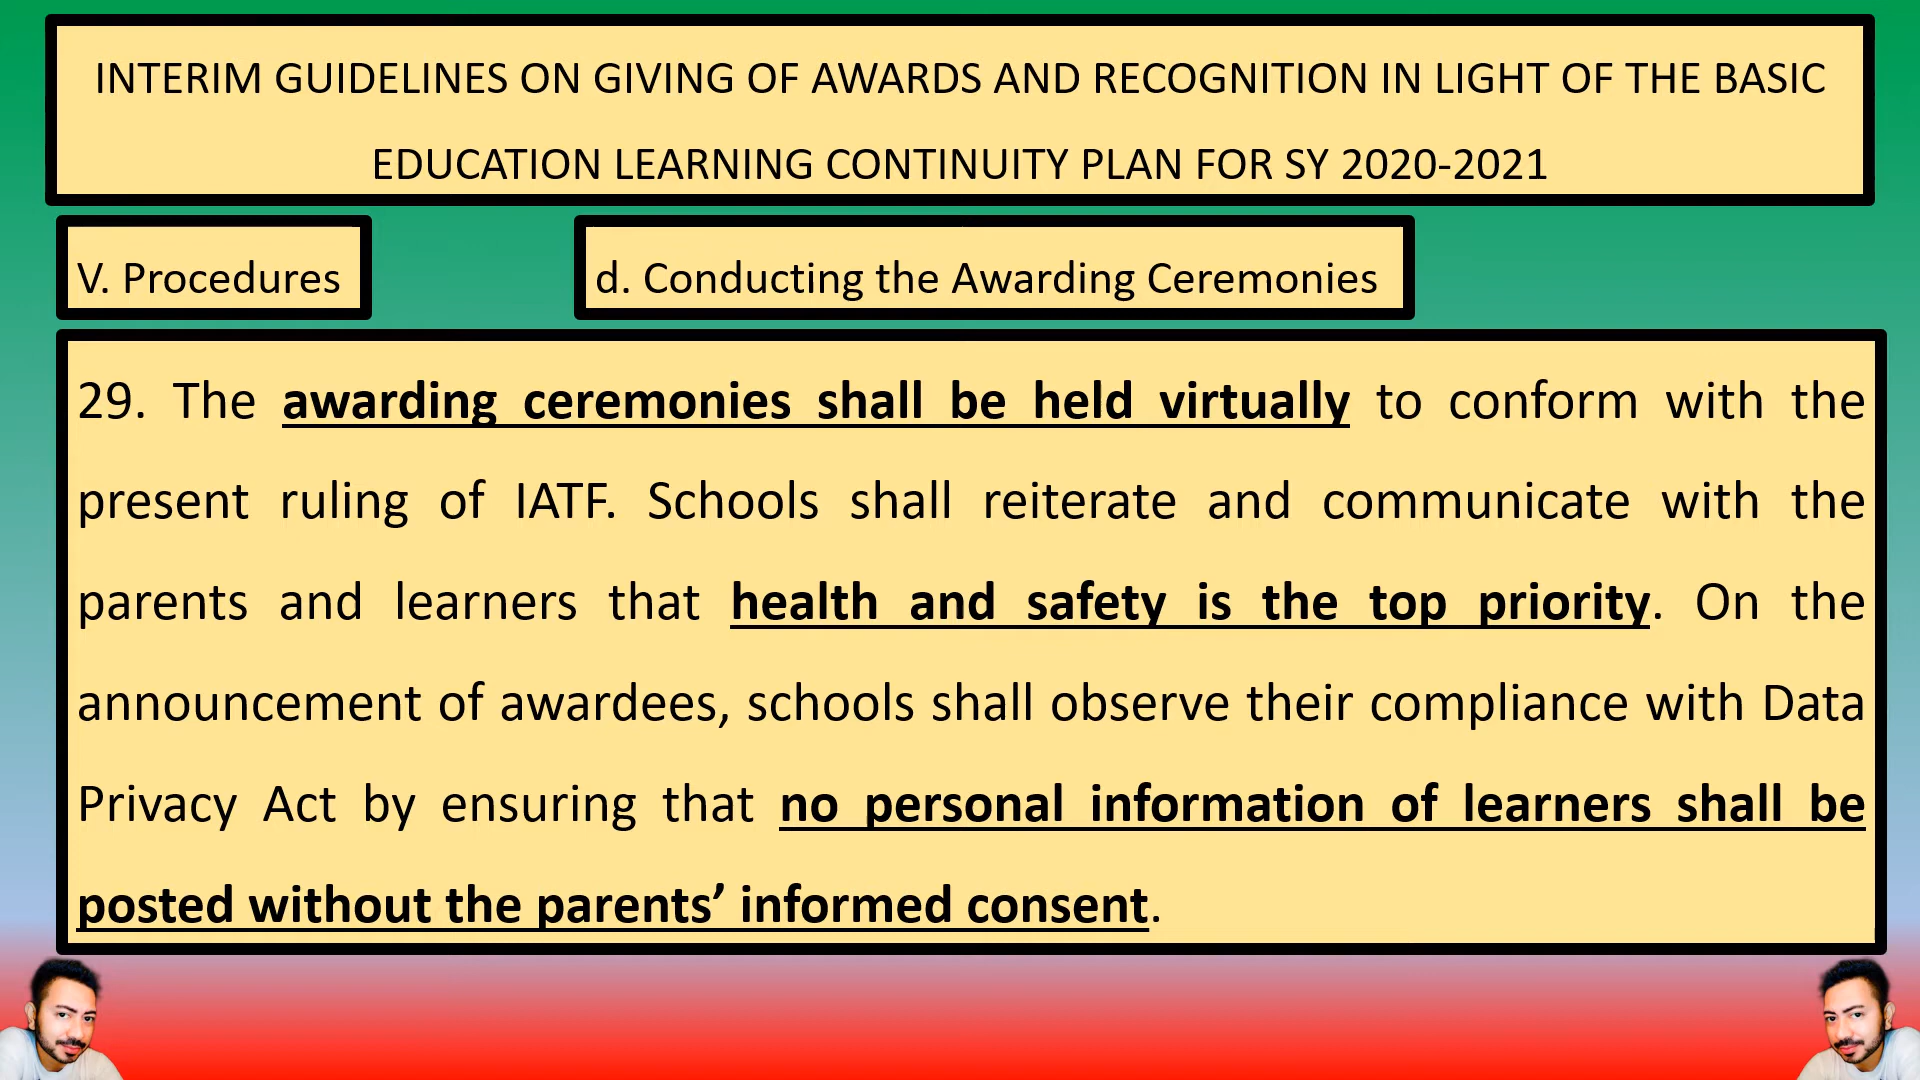 INTERIM GUIDELINES ON GIVING OF AWARDS AND RECOGNITION IN LIGHT OF THE BASIC
EDUCATION LEARNING CONTINUITY PLAN FOR SY 2020-2021
V. Procedures
d. Conducting the Awarding Ceremonies
29. The awarding ceremonies shall be held virtually to conform with the
present ruling of IATF. Schools shall reiterate and communicate with the
parents and learners that health and safety is the top priority. On the
announcement of awardees, schools shall observe their compliance with Data
Privacy Act by ensuring that no personal information of learners shall be
posted without the parents’ informed consent.